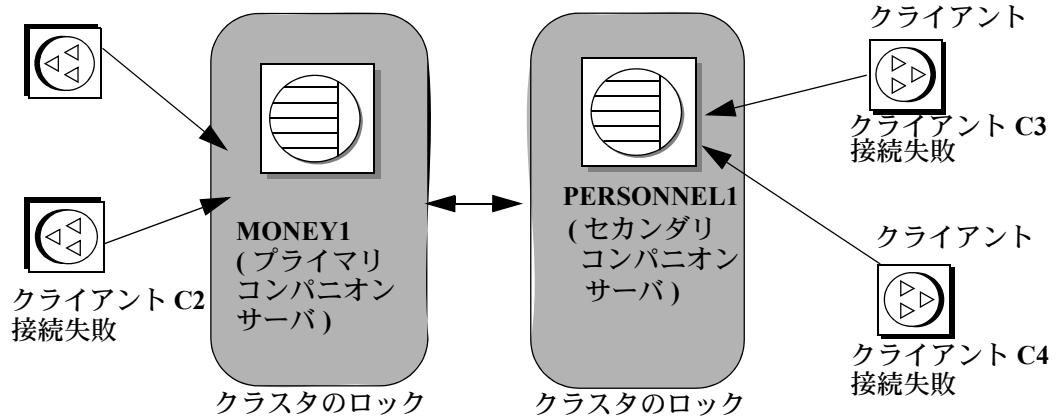 クライアント
クライアント C3
接続失敗
MONEY1
( プライマリ
コンパニオン
サーバ )
PERSONNEL1
( セカンダリ
コンパニオン
サーバ )
クライアント C2
接続失敗
クライアント
クライアント C4
接続失敗
クラスタのロック
クラスタのロック